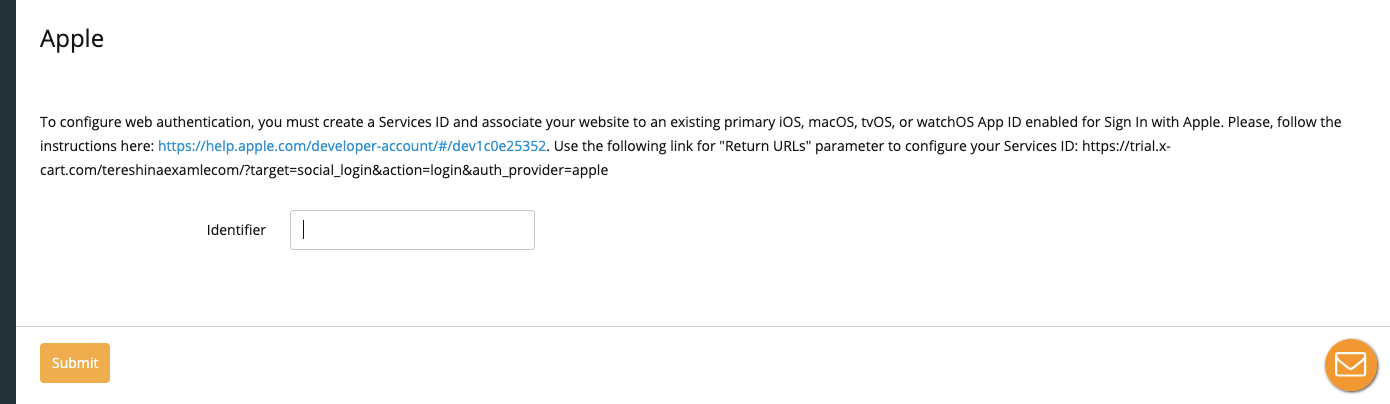 Apple
To configure web authentication, you must create a Services ID and associate your website to an existing primary iOS, macOS, tvOS, or watchOS App ID enabled for Sign In with Apple. Please, follow the
instructions here: https://help.apple.com/developer-account/#/dev1c0e25352. Use the following link for "Return URLs" parameter to configure your Services ID: https://trial.x-
cart.com/tereshinaexamlecom/?target=social_login&action=login&auth_provider=apple
Identifier
Submit